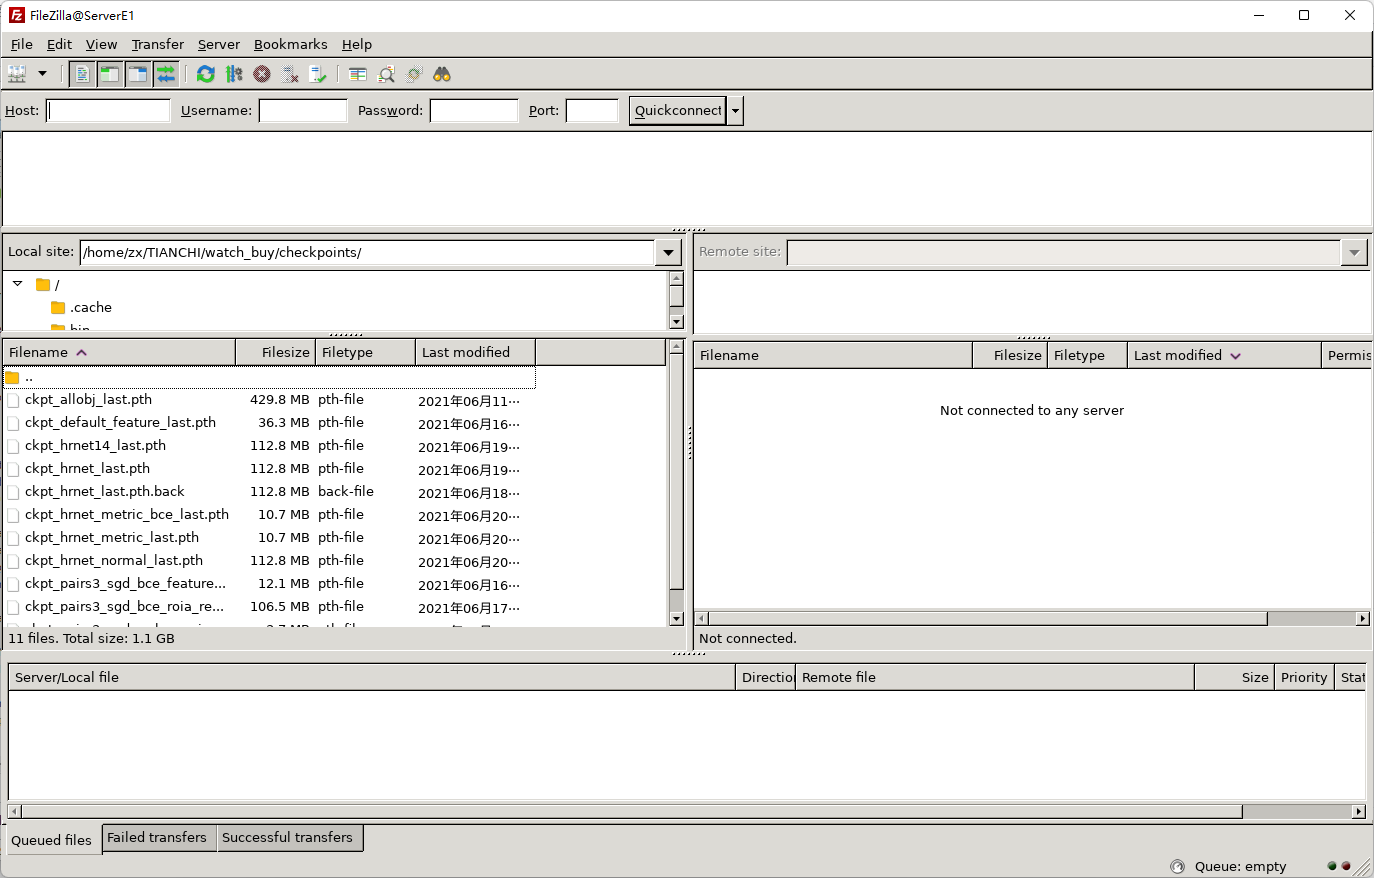 FileZilla@ServerE1
File Edit View Transfer Server Bookmarks Help
Host: Username: Password: Port: Quickconnect
Local site: /home/zx/TIANCHI/watch_buy/checkpoints/
Remote site:
/
.cache
bin
Filename Filesize Filetype Last modified
..
ckpt_allobj_last.pth 429.8 MB pth-file 2021年06月11···
ckpt_default_feature_last.pth 36.3 MB pth-file 2021年06月16···
ckpt_hrnet14_last.pth 112.8 MB pth-file 2021年06月19···
ckpt_hrnet_last.pth 112.8 MB pth-file 2021年06月19···
ckpt_hrnet_last.pth.back 112.8 MB back-file 2021年06月18···
ckpt_hrnet_metric_bce_last.pth 10.7 MB pth-file 2021年06月20···
ckpt_hrnet_metric_last.pth 10.7 MB pth-file 2021年06月20···
ckpt_hrnet_normal_last.pth 112.8 MB pth-file 2021年06月20···
ckpt_pairs3_sgd_bce_feature... 12.1 MB pth-file 2021年06月16···
ckpt_pairs3_sgd_bce_roia_re... 106.5 MB pth-file 2021年06月17···
11 files. Total size: 1.1 GB
Filename Filesize Filetype Last modified Permis
Not connected to any server
Not connected.
Server/Local file Directio Remote file Size Priority Stat
Queued files Failed transfers Successful transfers
Queue: empty